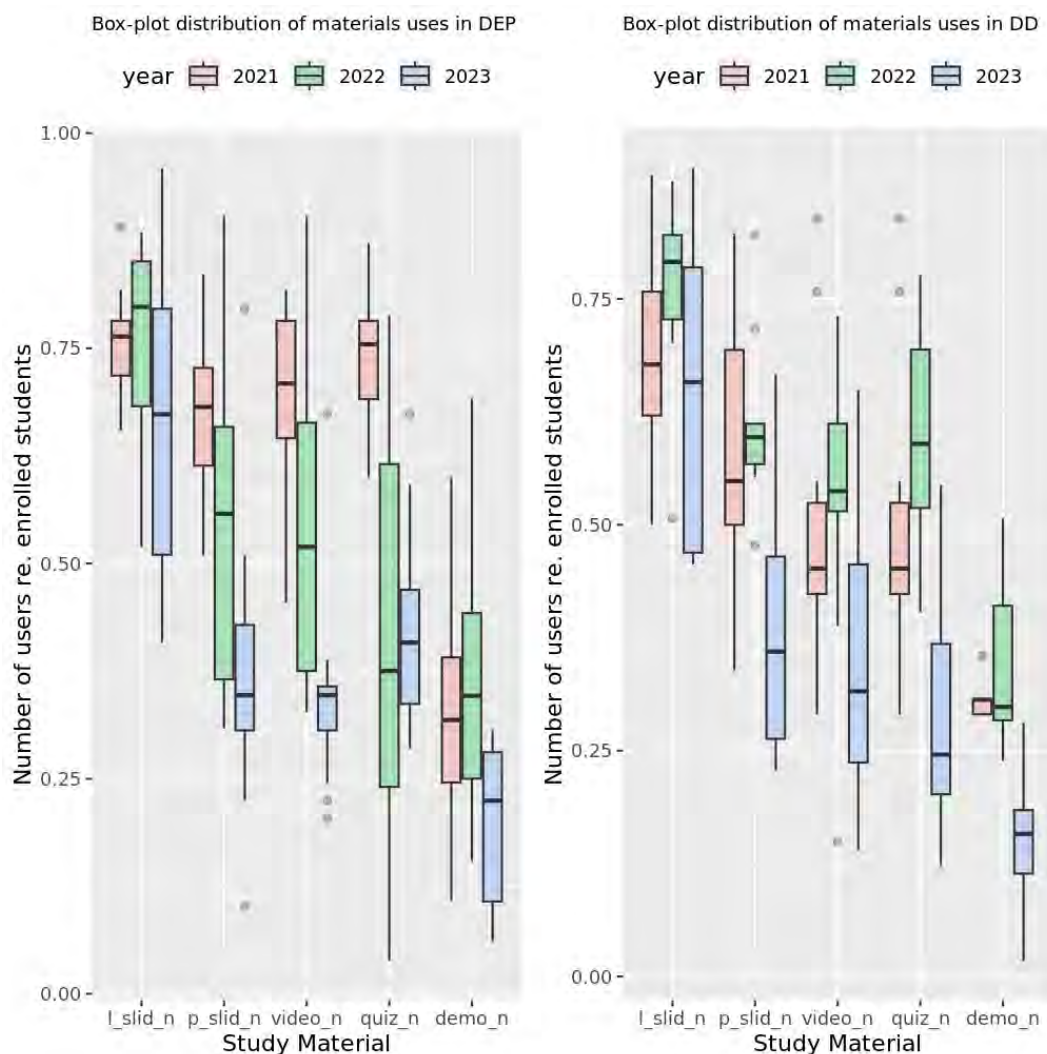 Box-plot distribution of materials uses in DEP
year 2021 2022 2023
Number of users re. enrolled students
1.00
0.75
0.50
0.25
0.00
l_slid_n p_slid_n video_n quiz_n demo_n
Study Material
Box-plot distribution of materials uses in DD
year 2021 2022 2023
Number of users re. enrolled students
0.75
0.50
0.25
0.00
l_slid_n p_slid_n video_n quiz_n demo_n
Study Material